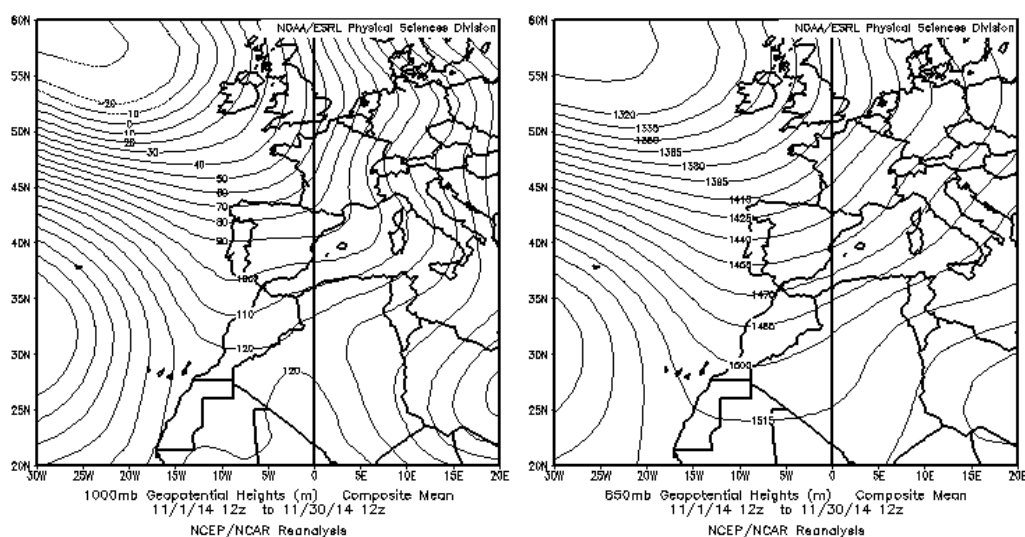 NOAA/ESRL Physical Sciences Division
60N
55N
50N
45N
40N
35N
30N
25N
20N
-20
-10
0
10
20
30
40
50
60
70
80
90
100
110
120
120
30W
25W
20W
15W
10W
5W
0
5E
10E
15E
20E
1000mb Geopotential Heights (m) Composite Mean
11/1/14 12z to 11/30/14 12z
NCEP/NCAR Reanalysis
NOAA/ESRL Physical Sciences Division
60N
55N
50N
45N
40N
35N
30N
25N
20N
1320
1335
1350
1365
1380
1395
1410
1425
1440
1455
1470
1485
1500
1515
30W
25W
20W
15W
10W
5W
0
5E
10E
15E
20E
850mb Geopotential Heights (m) Composite Mean
11/1/14 12z to 11/30/14 12z
NCEP/NCAR Reanalysis